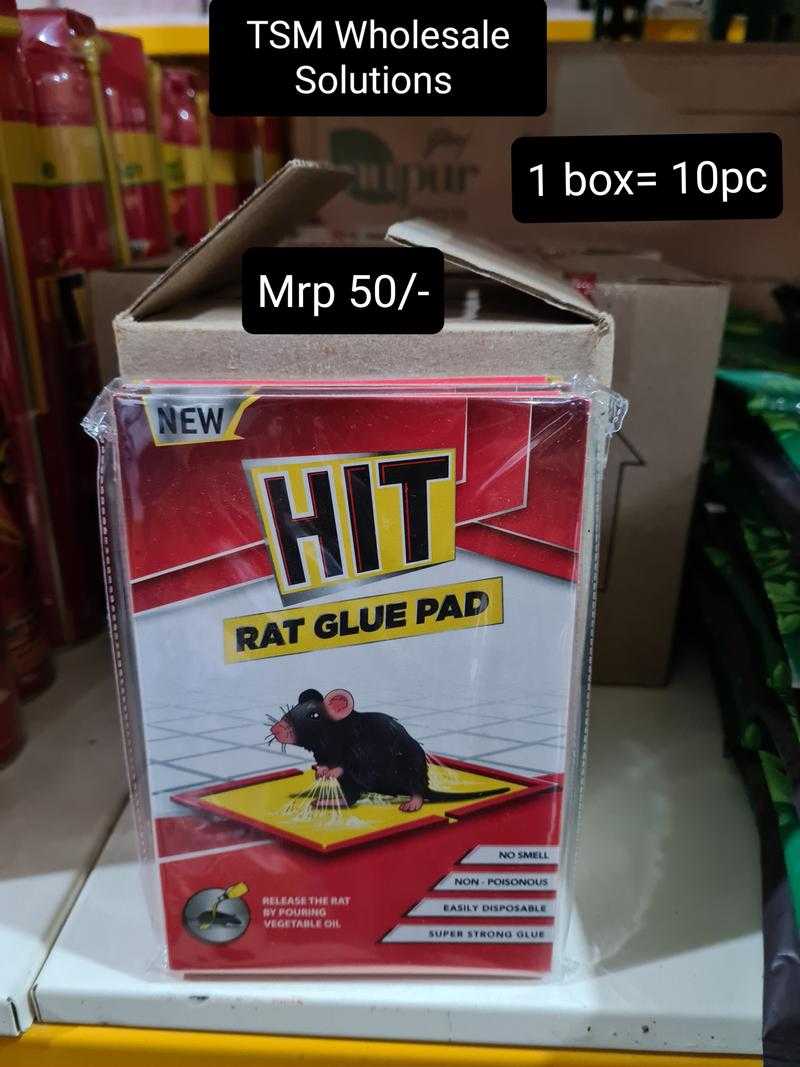 TSM Wholesale
Solutions
1 box= 10pc
Mrp 50/-
NEW
HIT
RAT GLUE PAD
NO SMELL
NON - POISONOUS
EASILY DISPOSABLE
SUPER STRONG GLUE
RELEASE THE RAT
BY POURING
VEGETABLE OIL